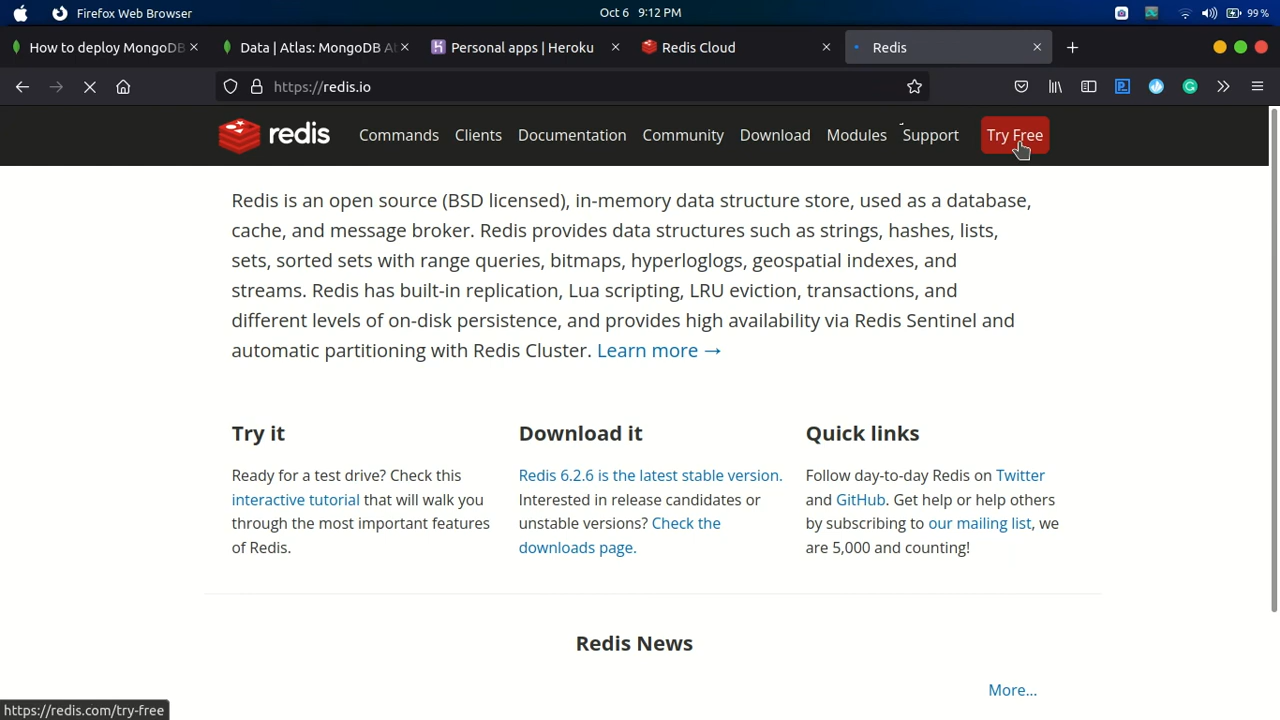 Firefox Web Browser
Oct 6 9:12 PM
99 %
How to deploy MongoDB
Data | Atlas: MongoDB
Personal apps | Heroku
Redis Cloud
Redis
https://redis.io
redis
Commands
Clients
Documentation
Community
Download
Modules
Support
Try Free
Redis is an open source (BSD licensed), in-memory data structure store, used as a database,
cache, and message broker. Redis provides data structures such as strings, hashes, lists,
sets, sorted sets with range queries, bitmaps, hyperloglogs, geospatial indexes, and
streams. Redis has built-in replication, Lua scripting, LRU eviction, transactions, and
different levels of on-disk persistence, and provides high availability via Redis Sentinel and
automatic partitioning with Redis Cluster. Learn more →
Try it
Ready for a test drive? Check this
interactive tutorial that will walk you
through the most important features
of Redis.
Download it
Redis 6.2.6 is the latest stable version.
Interested in release candidates or
unstable versions? Check the
downloads page.
Quick links
Follow day-to-day Redis on Twitter
and GitHub. Get help or help others
by subscribing to our mailing list, we
are 5,000 and counting!
Redis News
More...
https://redis.com/try-free